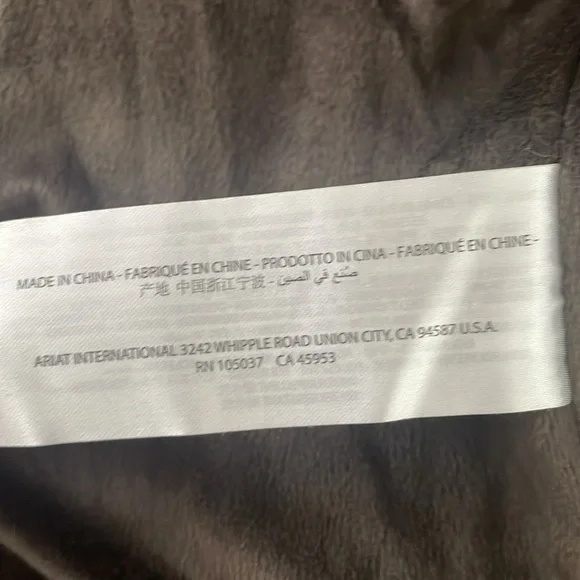 MADE IN CHINA - FABRIQUÉ EN CHINE - PRODOTTO IN CINA - FABRIQUÉ EN CHINE -
产地 中国浙江宁波 - صنع في الصين
ARIAT INTERNATIONAL 3242 WHIPPLE ROAD UNION CITY, CA 94587 U.S.A.
RN 105037 CA 45953